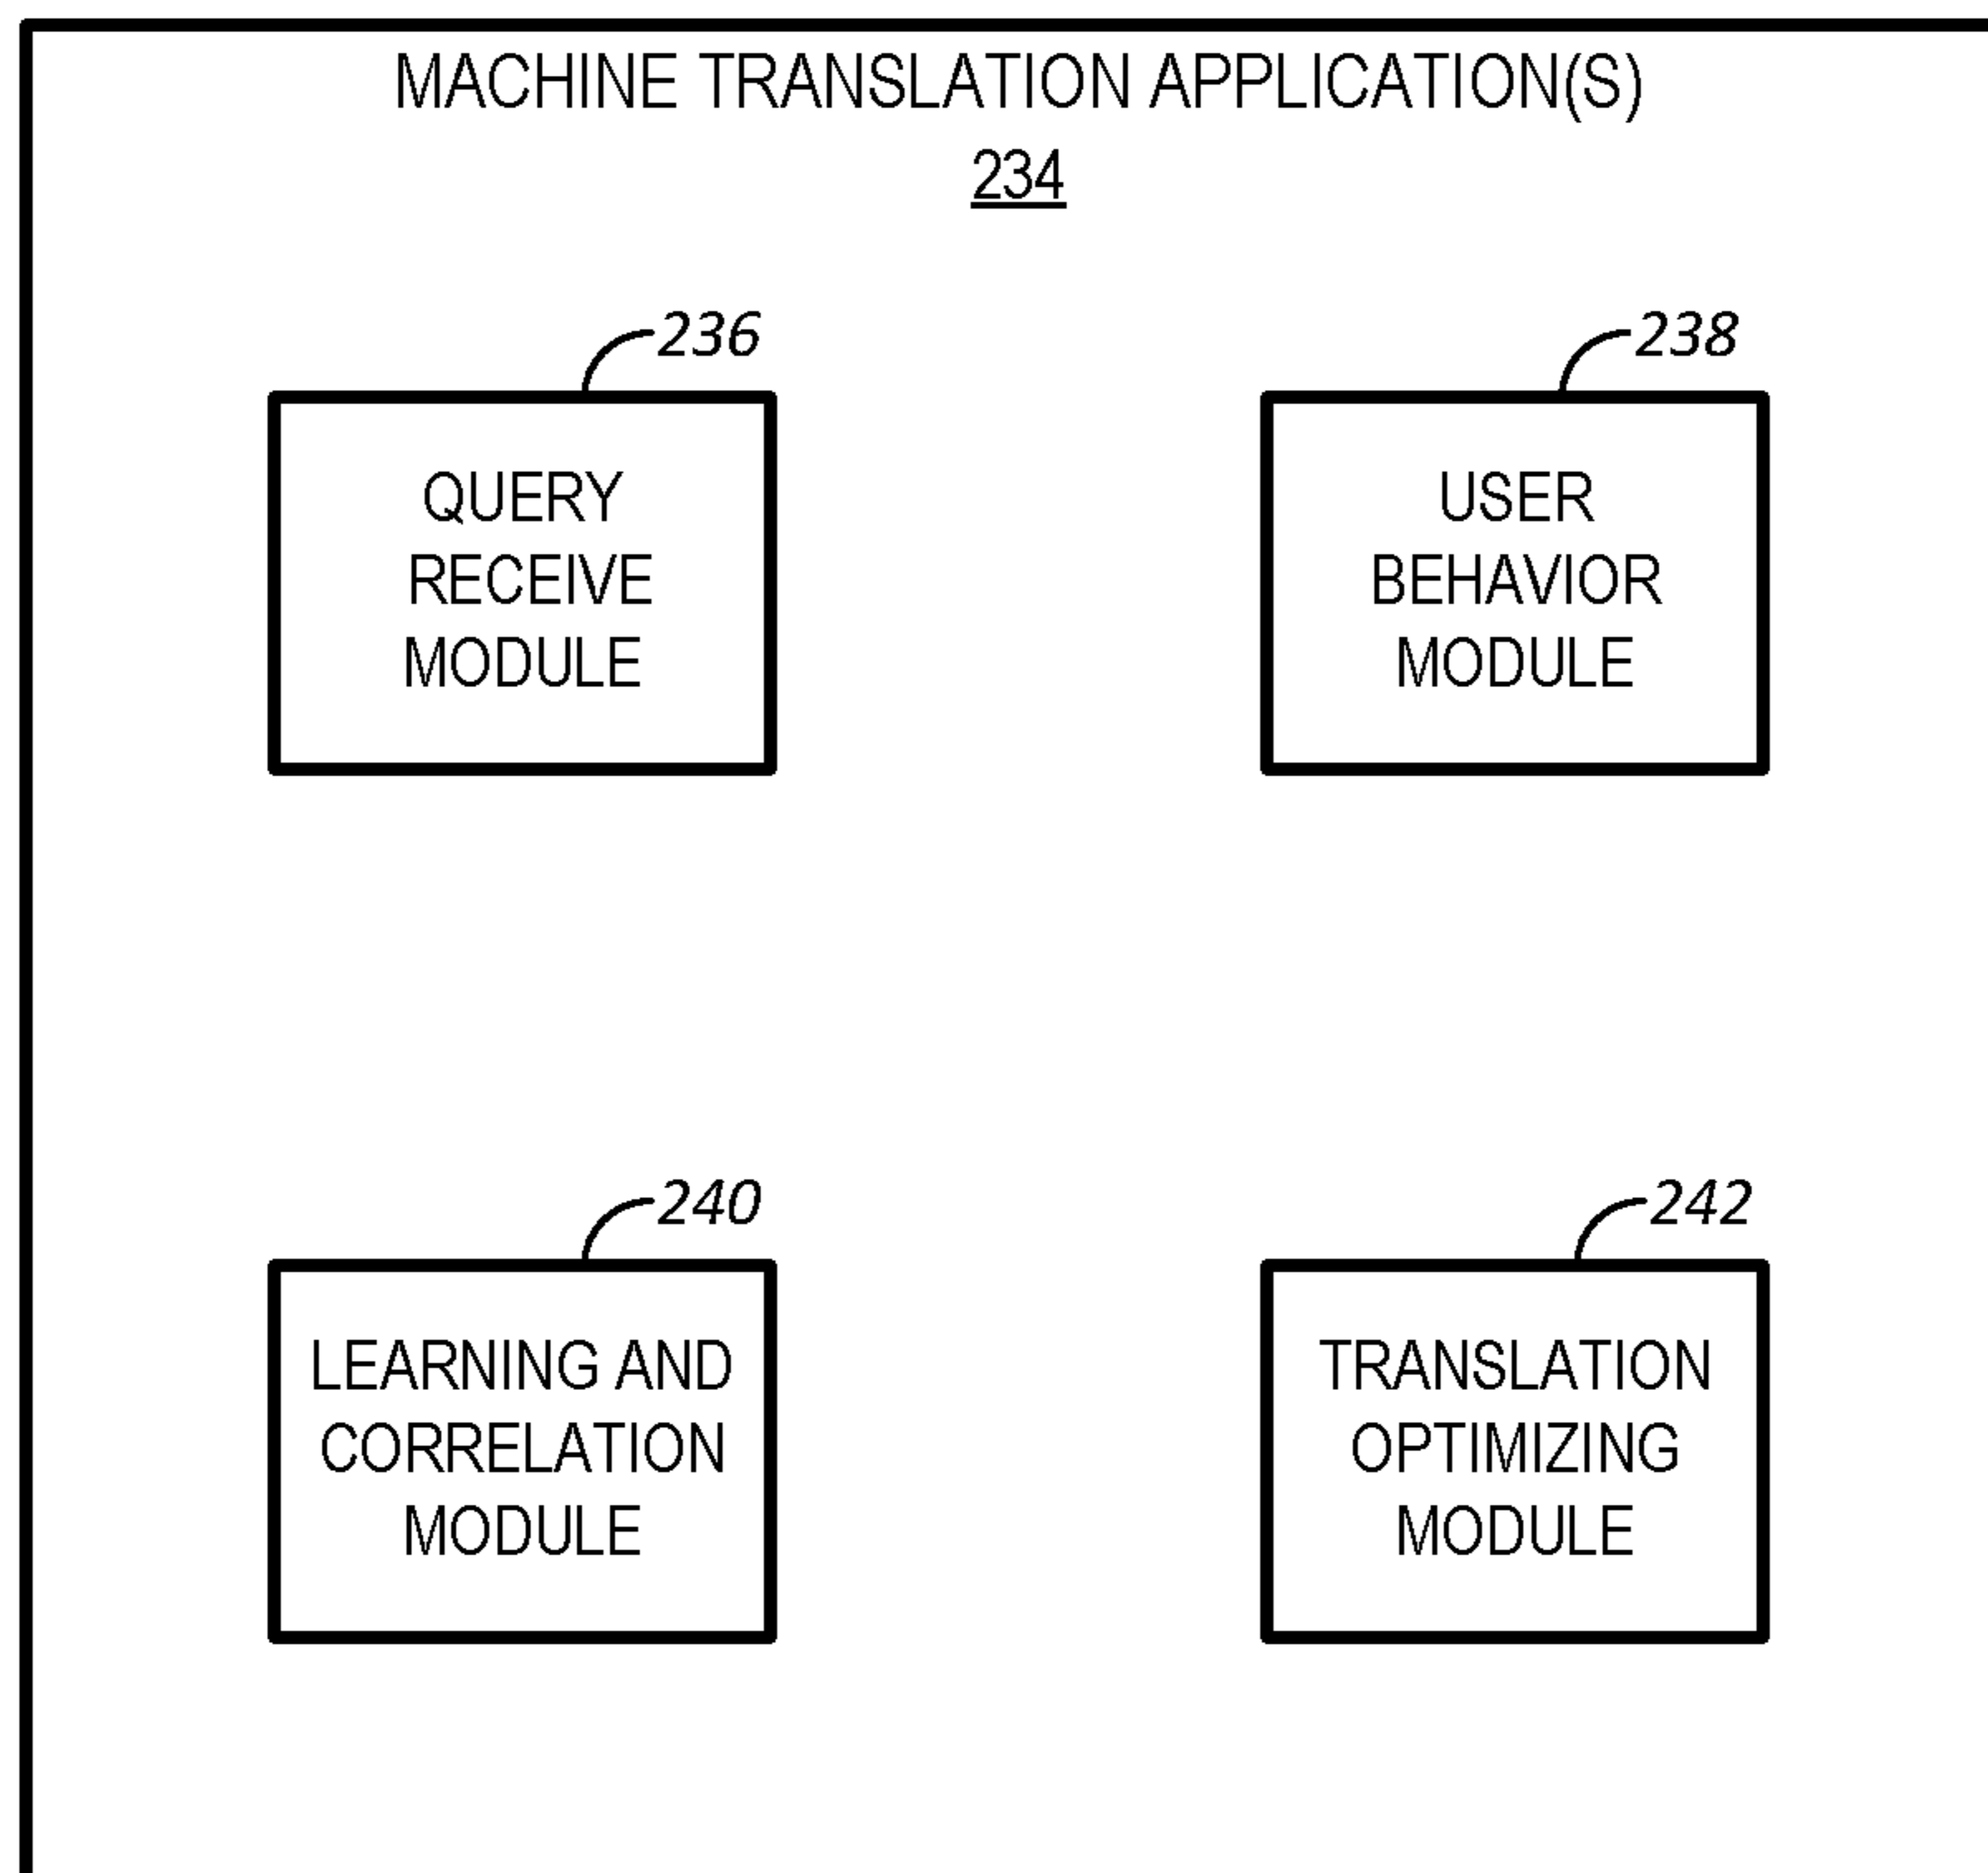 MACHINE TRANSLATION APPLICATION(S)
234
236
QUERY
RECEIVE
MODULE
238
USER
BEHAVIOR
MODULE
240
LEARNING AND
CORRELATION
MODULE
242
TRANSLATION
OPTIMIZING
MODULE